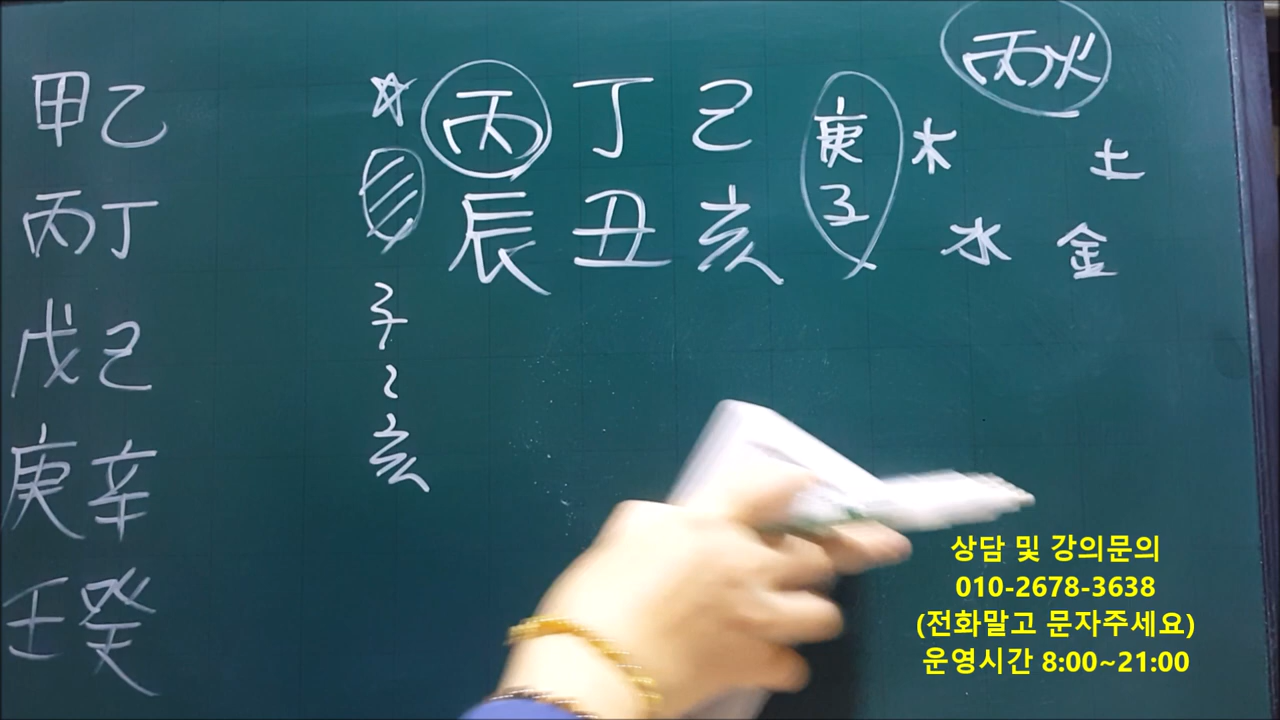 甲乙
丙丁
戊己
庚辛
壬癸
丙丁己
辰丑亥
子
~
亥
庚
子
丙火
木
土
水
金
상담 및 강의문의
010-2678-3638
(전화말고 문자주세요)
운영시간 8:00~21:00